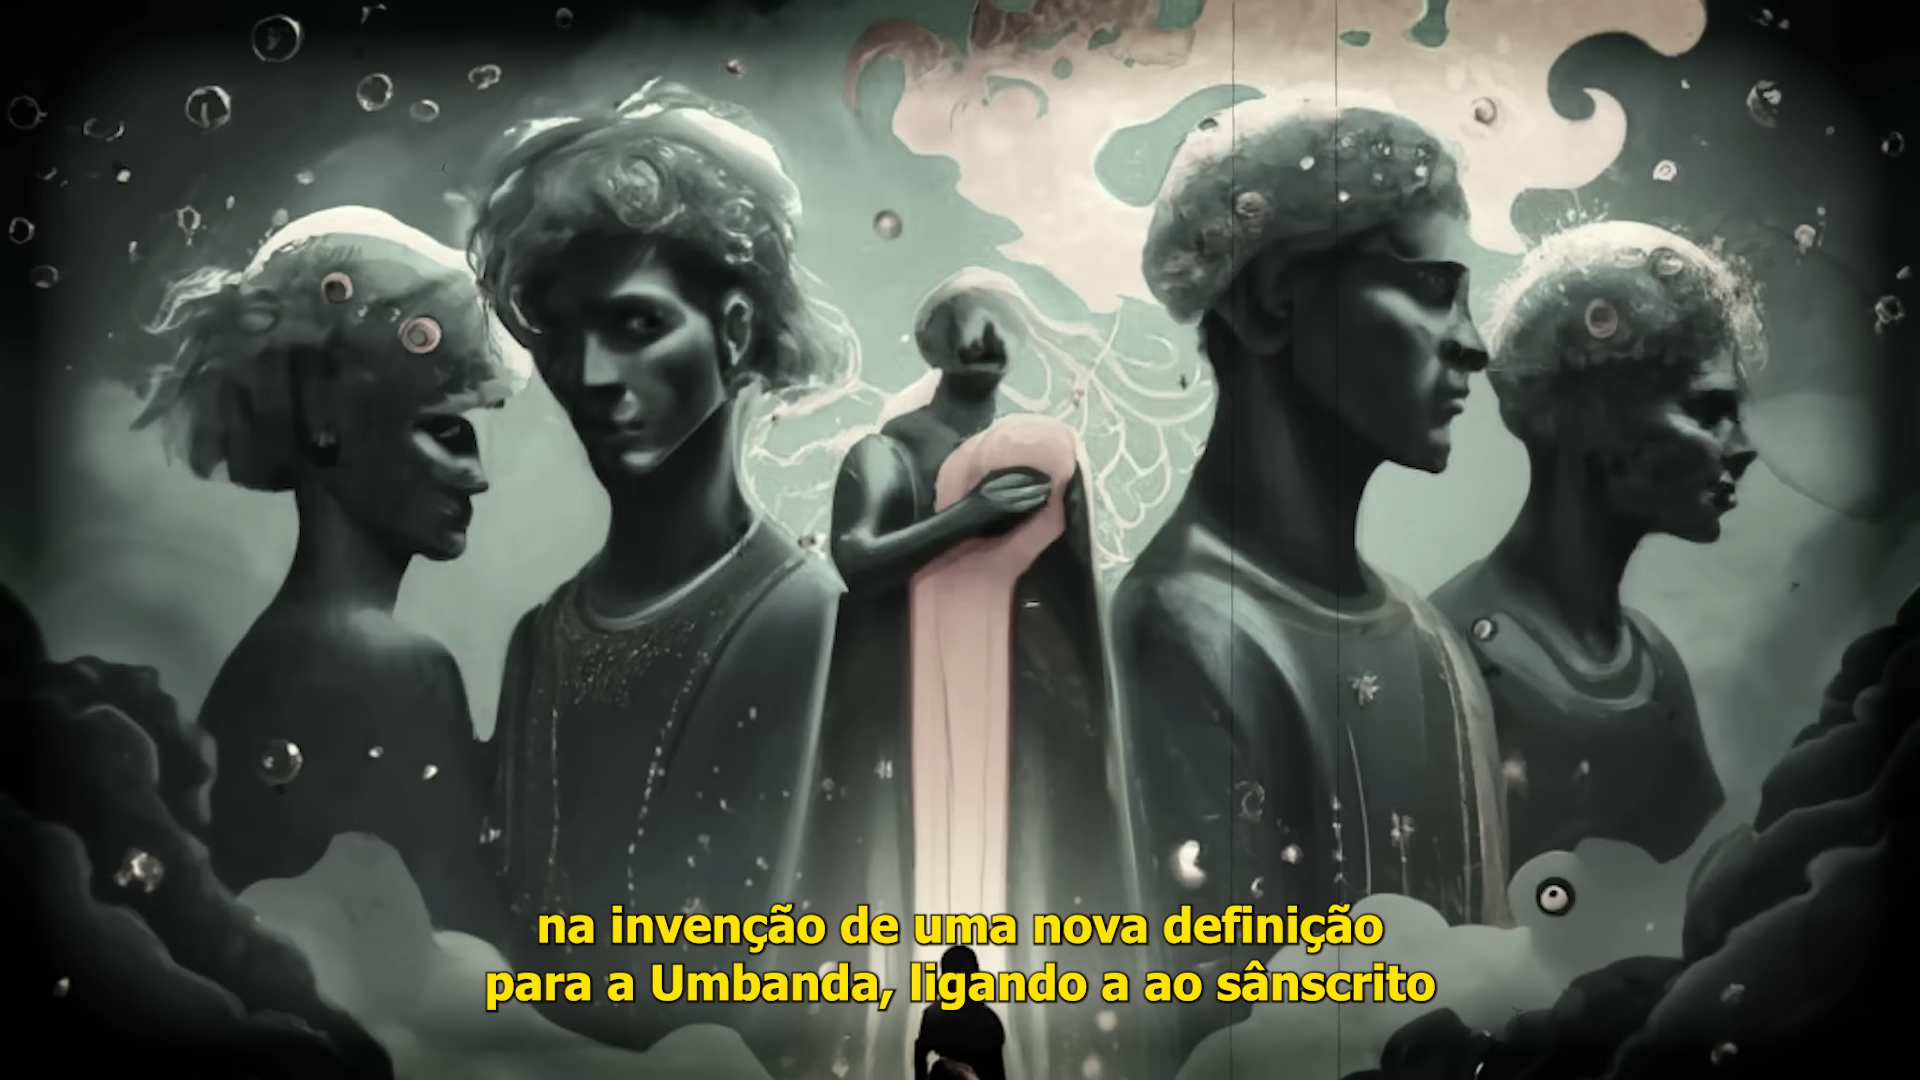 na invenção de uma nova definição
para a Umbanda, ligando a ao sânscrito